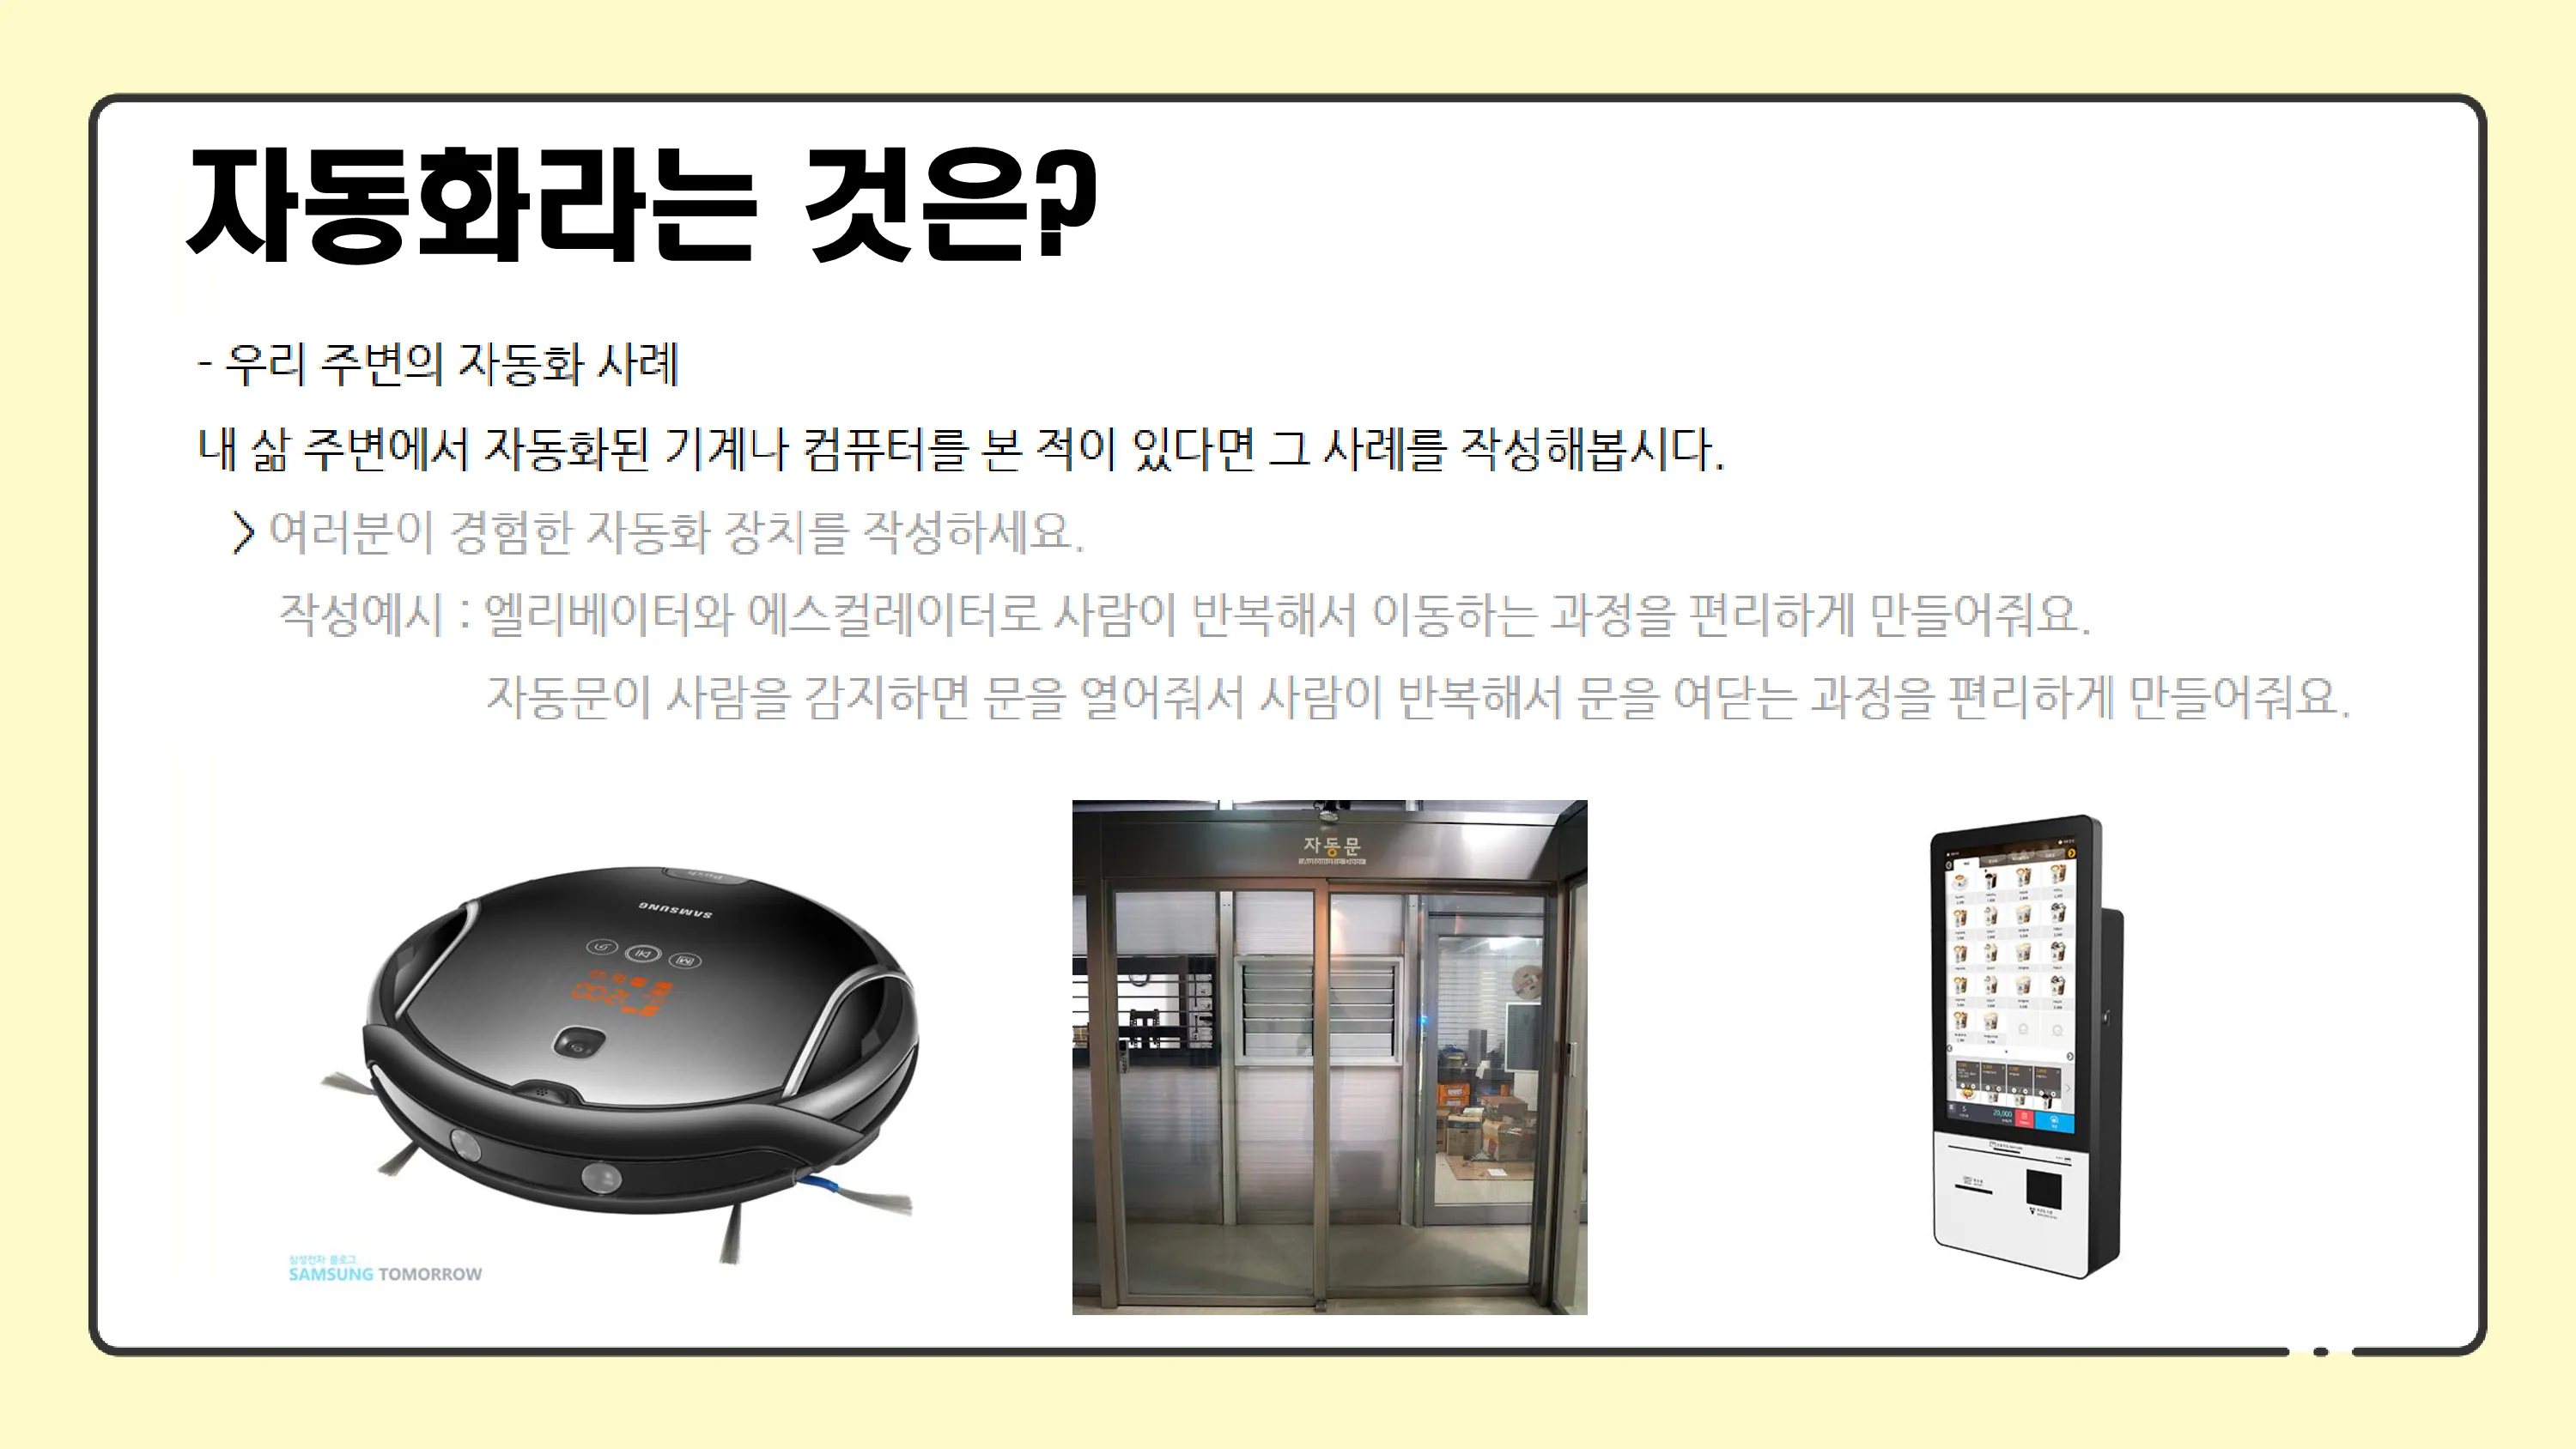 자동화라는 것은?
- 우리 주변의 자동화 사례
내 삶 주변에서 자동화된 기계나 컴퓨터를 본 적이 있다면 그 사례를 작성해봅시다.
> 여러분이 경험한 자동화 장치를 작성하세요.
작성예시 : 엘리베이터와 에스컬레이터로 사람이 반복해서 이동하는 과정을 편리하게 만들어줘요.
자동문이 사람을 감지하면 문을 열어줘서 사람이 반복해서 문을 여닫는 과정을 편리하게 만들어줘요.
Push
SAMSUNG
삼성전자 블로그
SAMSUNG TOMORROW
자동문